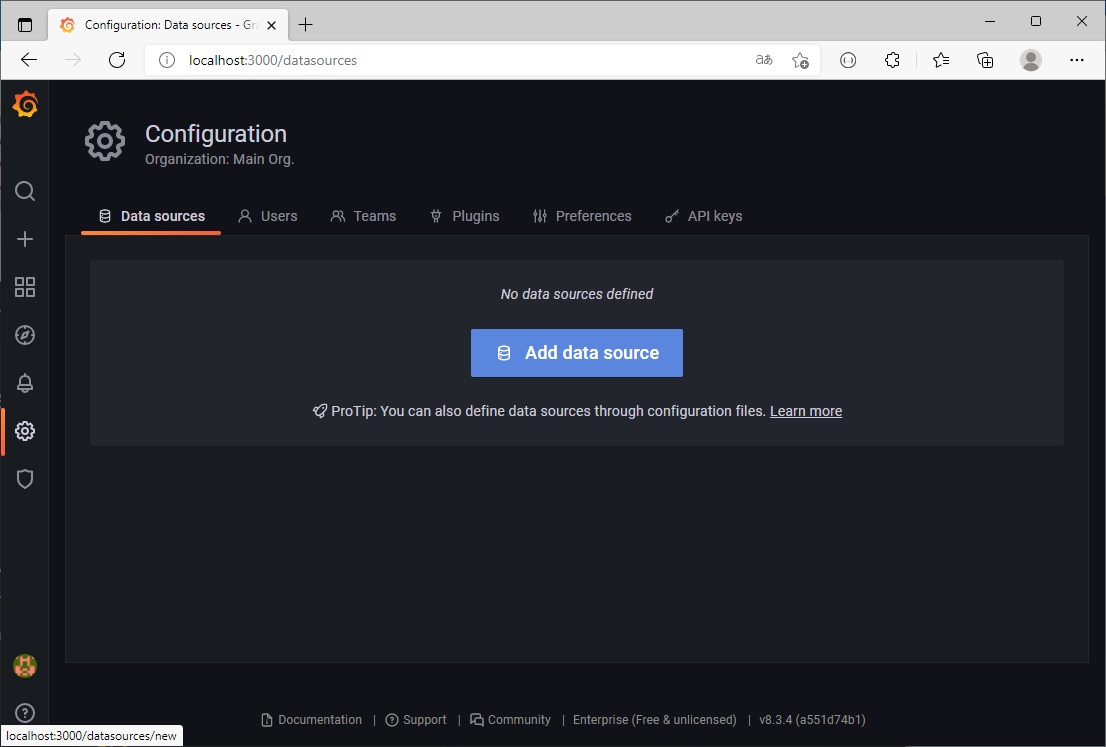 Configuration: Data sources - Gr
localhost:3000/datasources
aあ
Configuration
Organization: Main Org.
Data sources
Users
Teams
Plugins
Preferences
API keys
No data sources defined
Add data source
ProTip: You can also define data sources through configuration files. Learn more
Documentation | Support | Community | Enterprise (Free & unlicensed) | v8.3.4 (a551d74b1)
localhost:3000/datasources/new